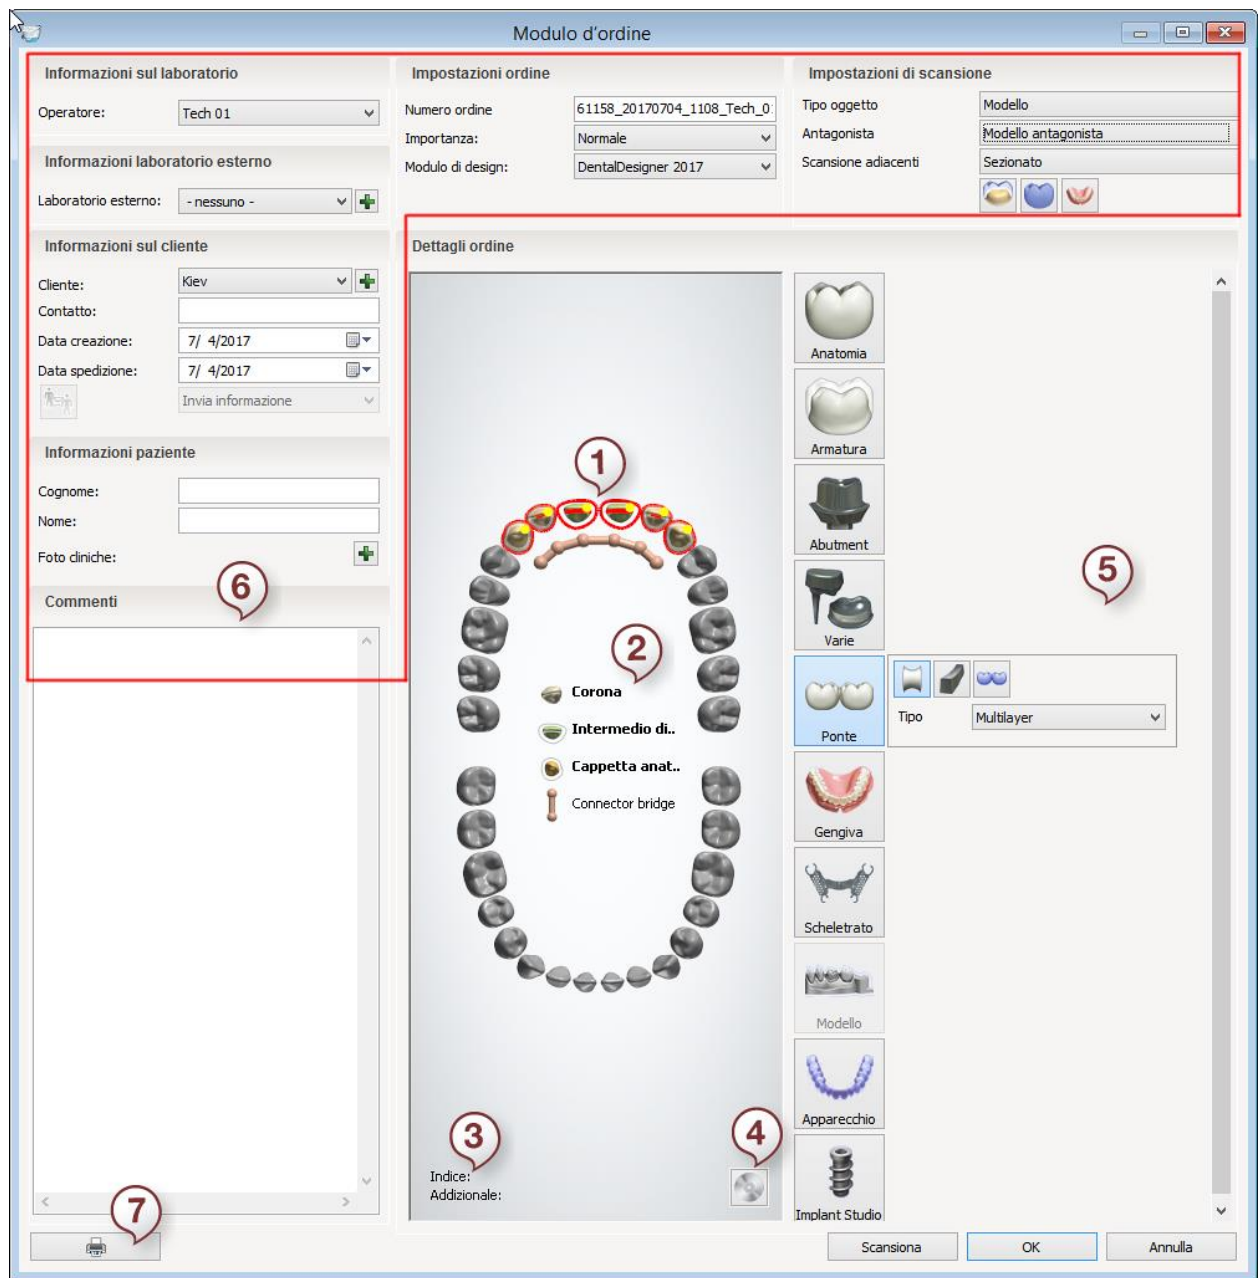 Modulo d'ordine
Informazioni sul laboratorio
Operatore: Tech 01
Informazioni laboratorio esterno
Laboratorio esterno: - nessuno -
Informazioni sul cliente
Cliente: Kiev
Contatto:
Data creazione: 7/ 4/2017
Data spedizione: 7/ 4/2017
Invia informazione
Informazioni paziente
Cognome:
Nome:
Foto cliniche:
6
Commenti
7
Impostazioni ordine
Numero ordine 61158_20170704_1108_Tech_0
Importanza: Normale
Modulo di design: DentalDesigner 2017
Impostazioni di scansione
Tipo oggetto Modello
Antagonista Modello antagonista
Scansione adiacenti Sezionato
Dettagli ordine
1
2
Corona
Intermedio di..
Cappetta anat..
Connector bridge
3
4
Indice:
Addizionale:
Anatomia
Armatura
Abutment
5
Varie
Ponte
Tipo Multilayer
Gengiva
Scheletrato
Modello
Apparecchio
Implant Studio
Scansiona OK Annulla